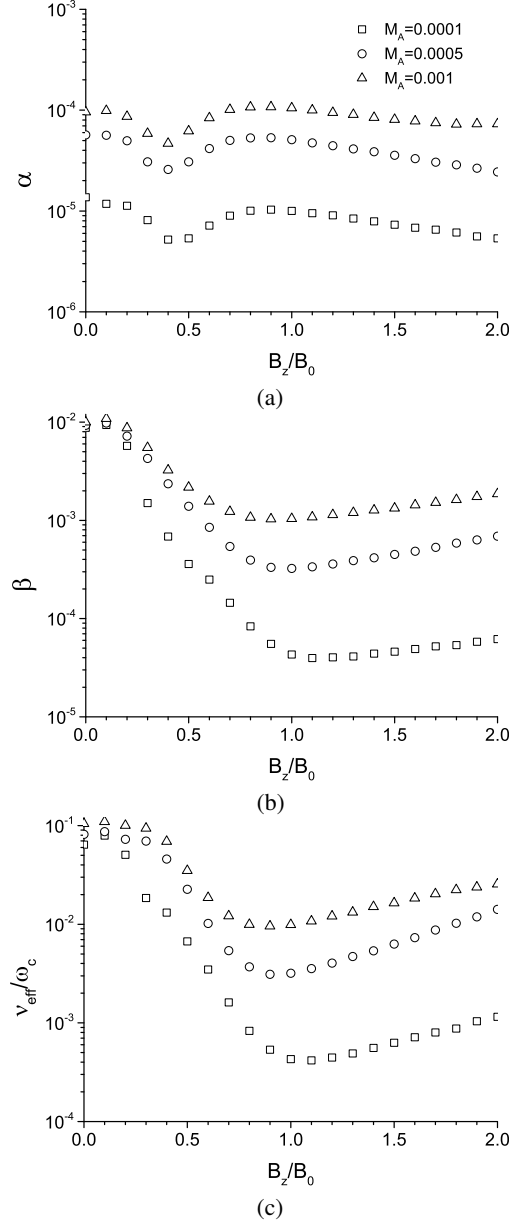 10⁻³
M_A=0.0001
M_A=0.0005
M_A=0.001
10⁻⁴
α
10⁻⁵
10⁻⁶
0.0 0.5 1.0 1.5 2.0
B_z/B_0
(a)
10⁻²
10⁻³
β
10⁻⁴
10⁻⁵
0.0 0.5 1.0 1.5 2.0
B_z/B_0
(b)
10⁻¹
10⁻²
ν_eff/ω_c
10⁻³
10⁻⁴
0.0 0.5 1.0 1.5 2.0
B_z/B_0
(c)